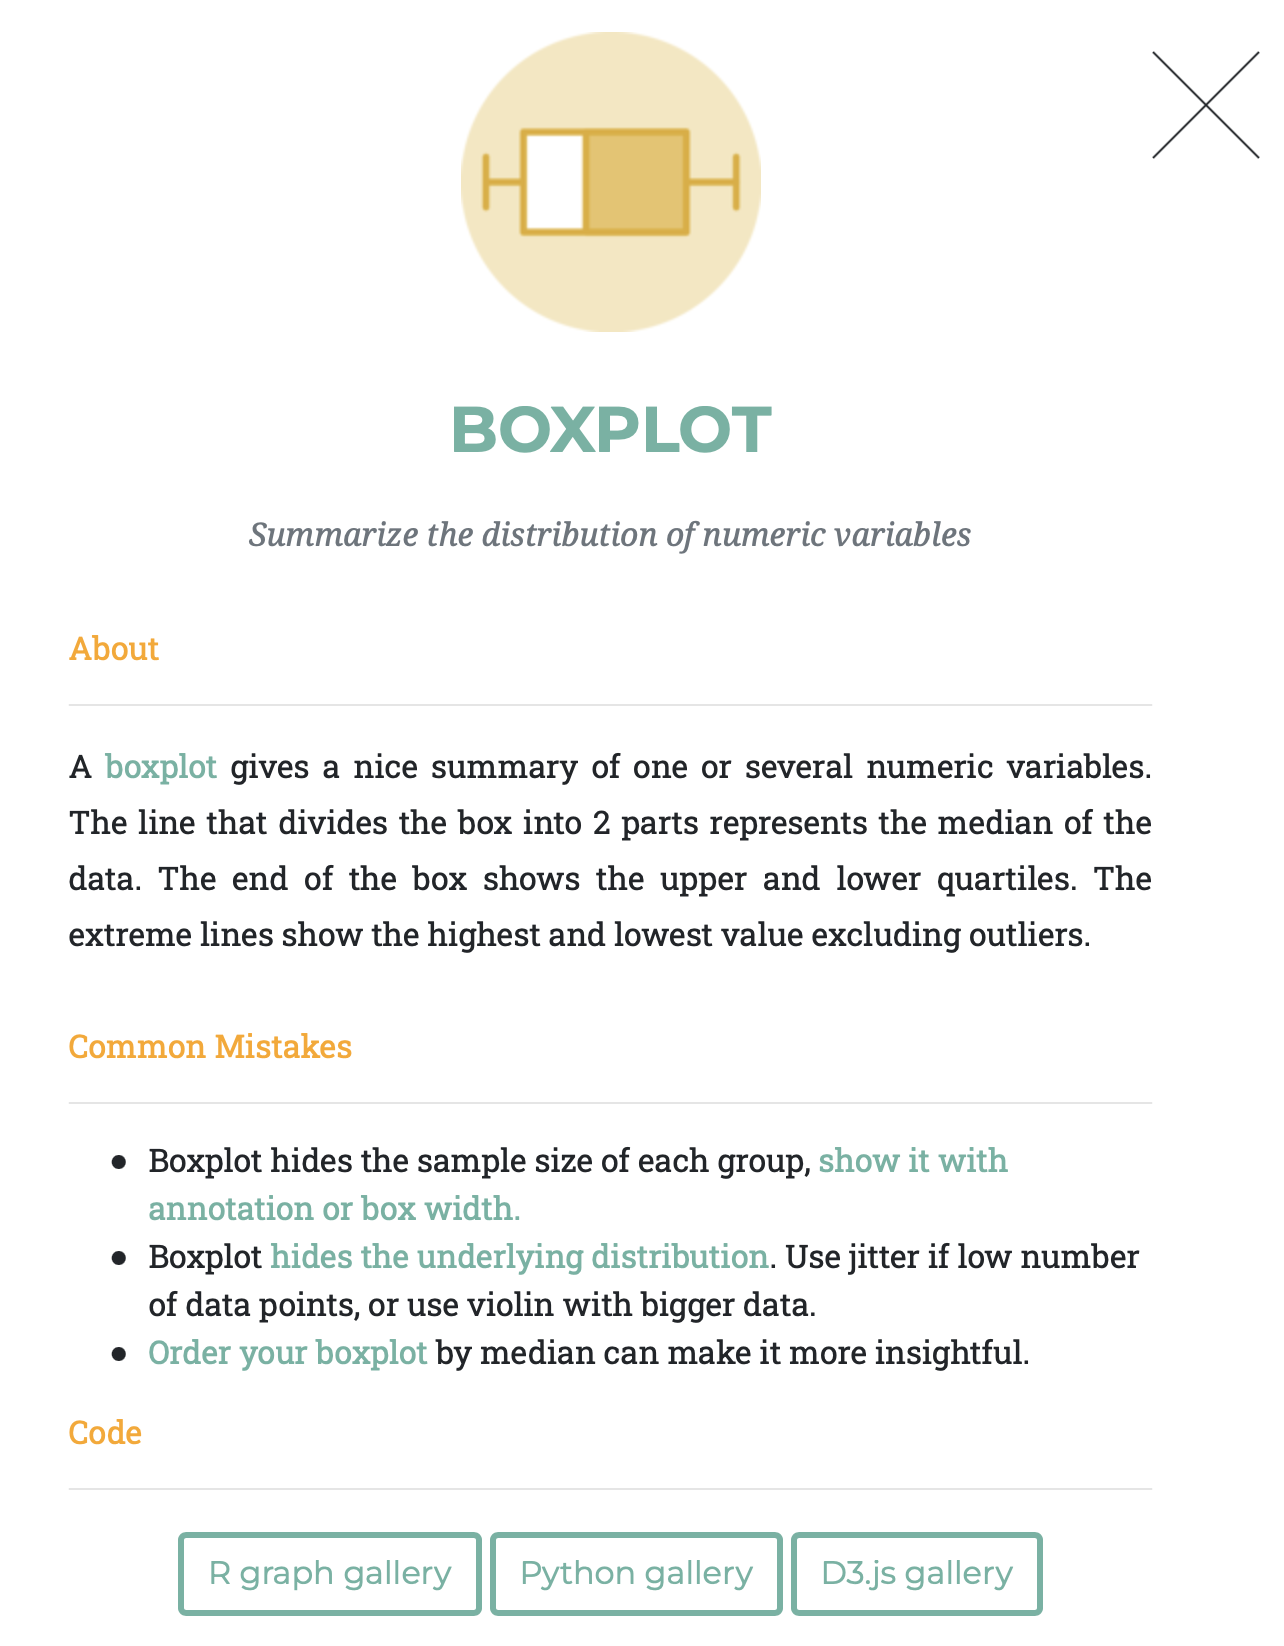 BOXPLOT
Summarize the distribution of numeric variables
About
A boxplot gives a nice summary of one or several numeric variables.
The line that divides the box into 2 parts represents the median of the
data. The end of the box shows the upper and lower quartiles. The
extreme lines show the highest and lowest value excluding outliers.
Common Mistakes
● Boxplot hides the sample size of each group, show it with
annotation or box width.
● Boxplot hides the underlying distribution. Use jitter if low number
of data points, or use violin with bigger data.
● Order your boxplot by median can make it more insightful.
Code
R graph gallery Python gallery D3.js gallery